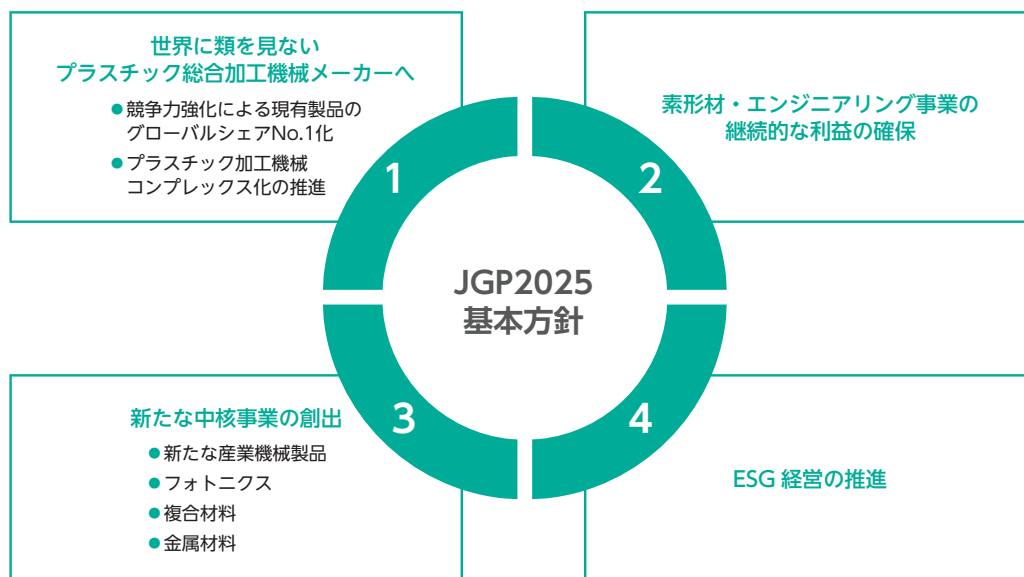 世界に類を見ない
プラスチック総合加工機械メーカーへ
●競争力強化による現有製品の
グローバルシェアNo.1化
●プラスチック加工機械
コンプレックス化の推進
1
素形材・エンジニアリング事業の
継続的な利益の確保
2
JGP2025
基本方針
新たな中核事業の創出
●新たな産業機械製品
●フォトニクス
●複合材料
●金属材料
3
ESG 経営の推進
4